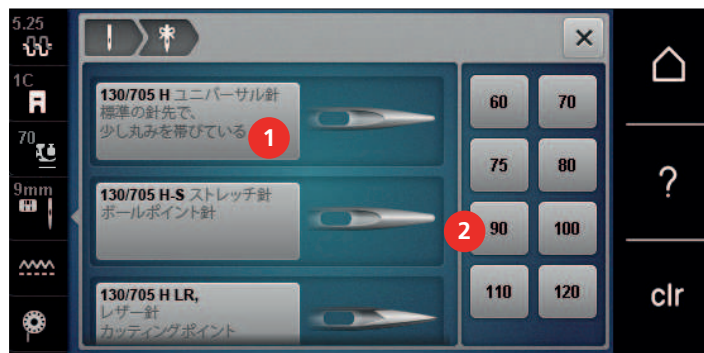 5.25
1C
70
9mm
130/705 H ユニバーサル針
標準の針先で、
少し丸みを帯びている
1
130/705 H-S ストレッチ針
ボールポイント針
130/705 H LR,
レザー針
カッティングポイント
60 70
75 80
2
90 100
110 120
?
clr